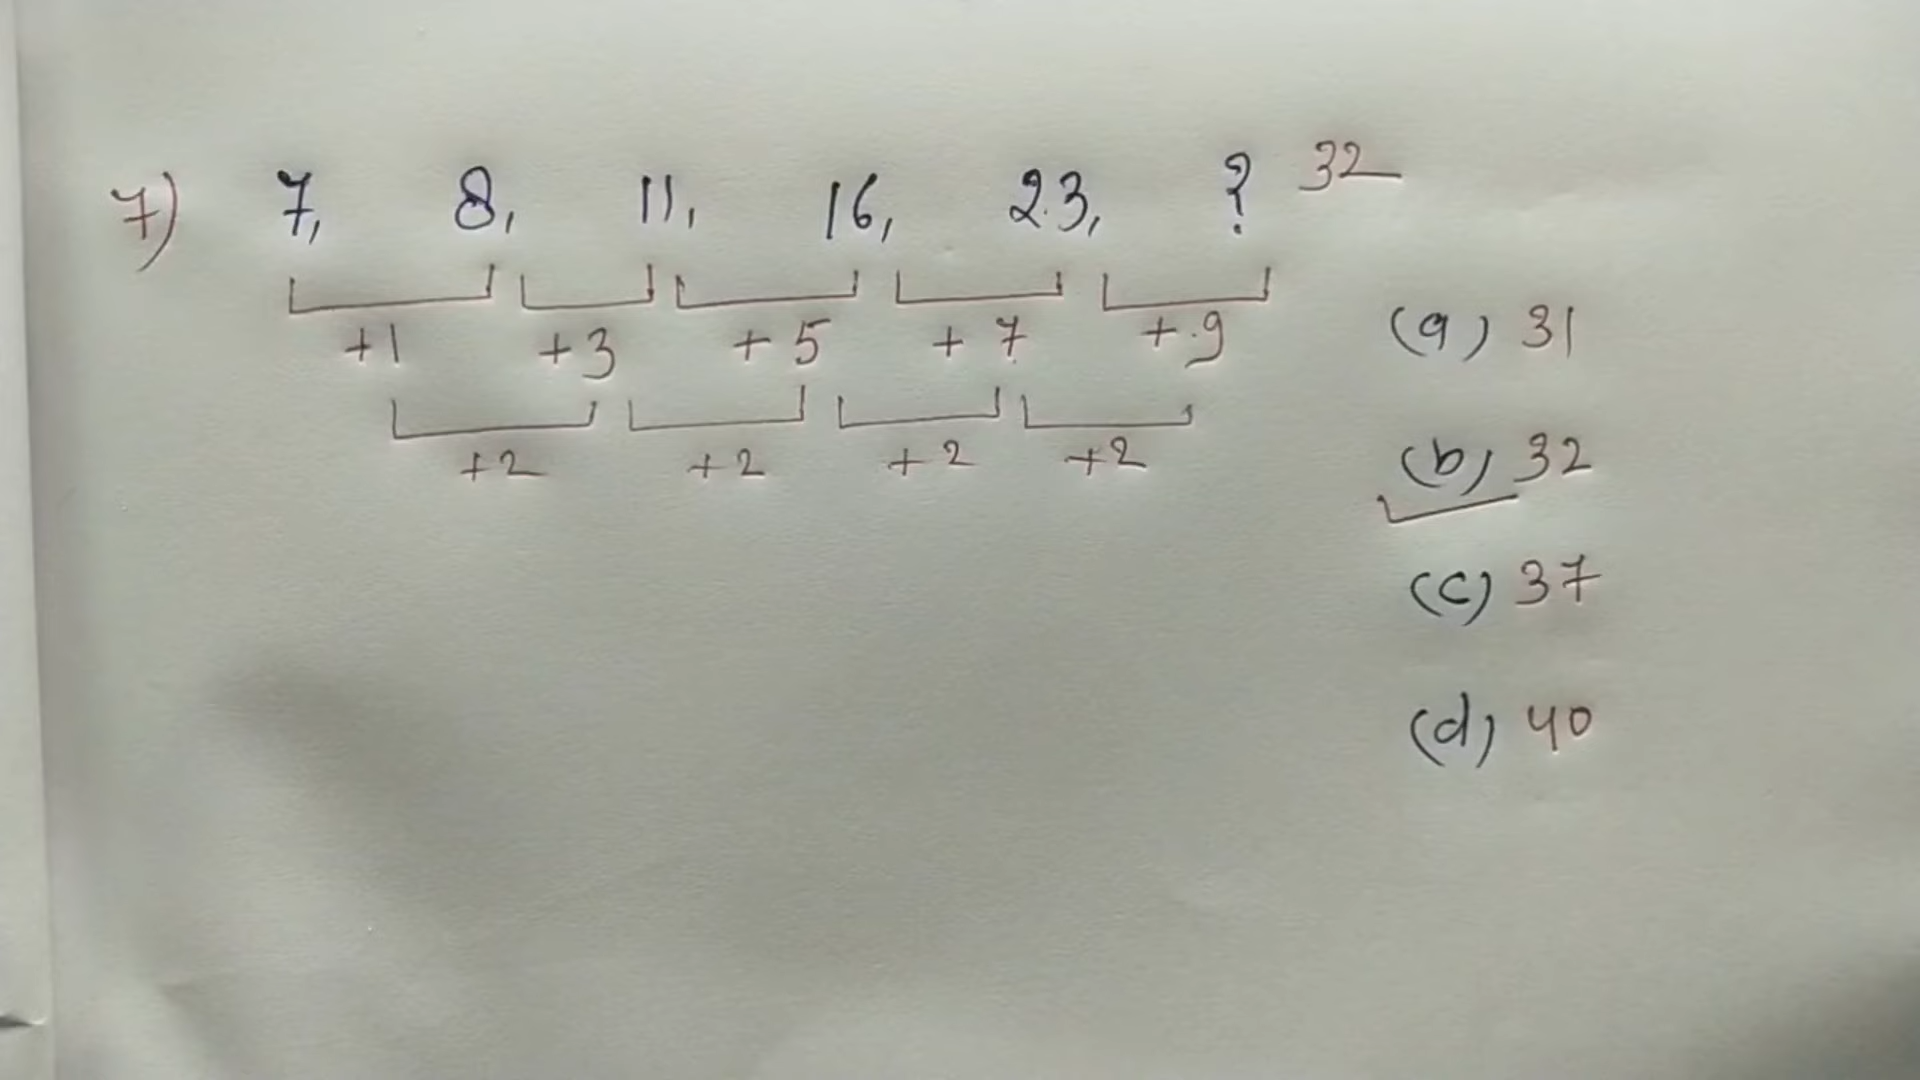 7) 7, 8, 11, 16, 23, ? 32
+1 +3 +5 +7 +9
+2 +2 +2 +2
(a) 31
(b) 32
(c) 37
(d) 40